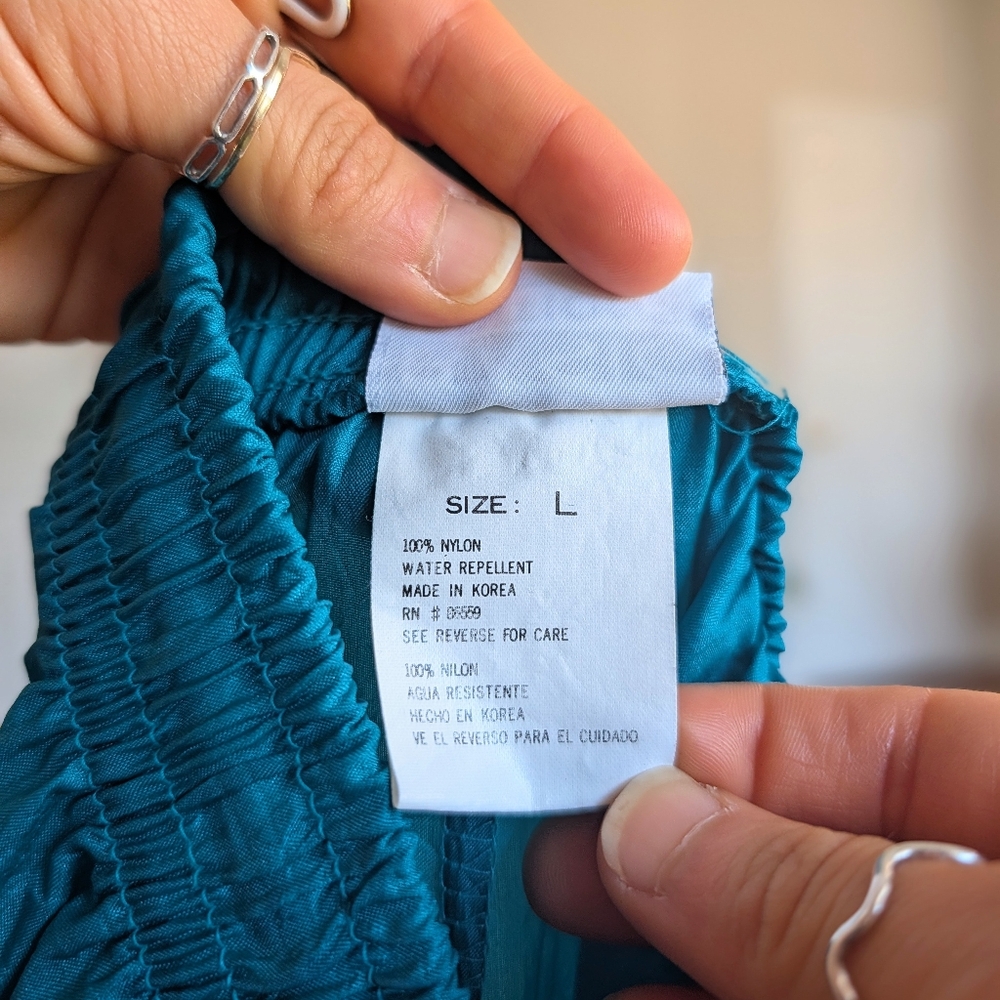 SIZE: L
100% NYLON
WATER REPELLENT
MADE IN KOREA
RN #
SEE REVERSE FOR CARE
100% NILON
AGUA RESISTENTE
HECHO EN KOREA
VE EL REVERSO PARA EL CUIDADO